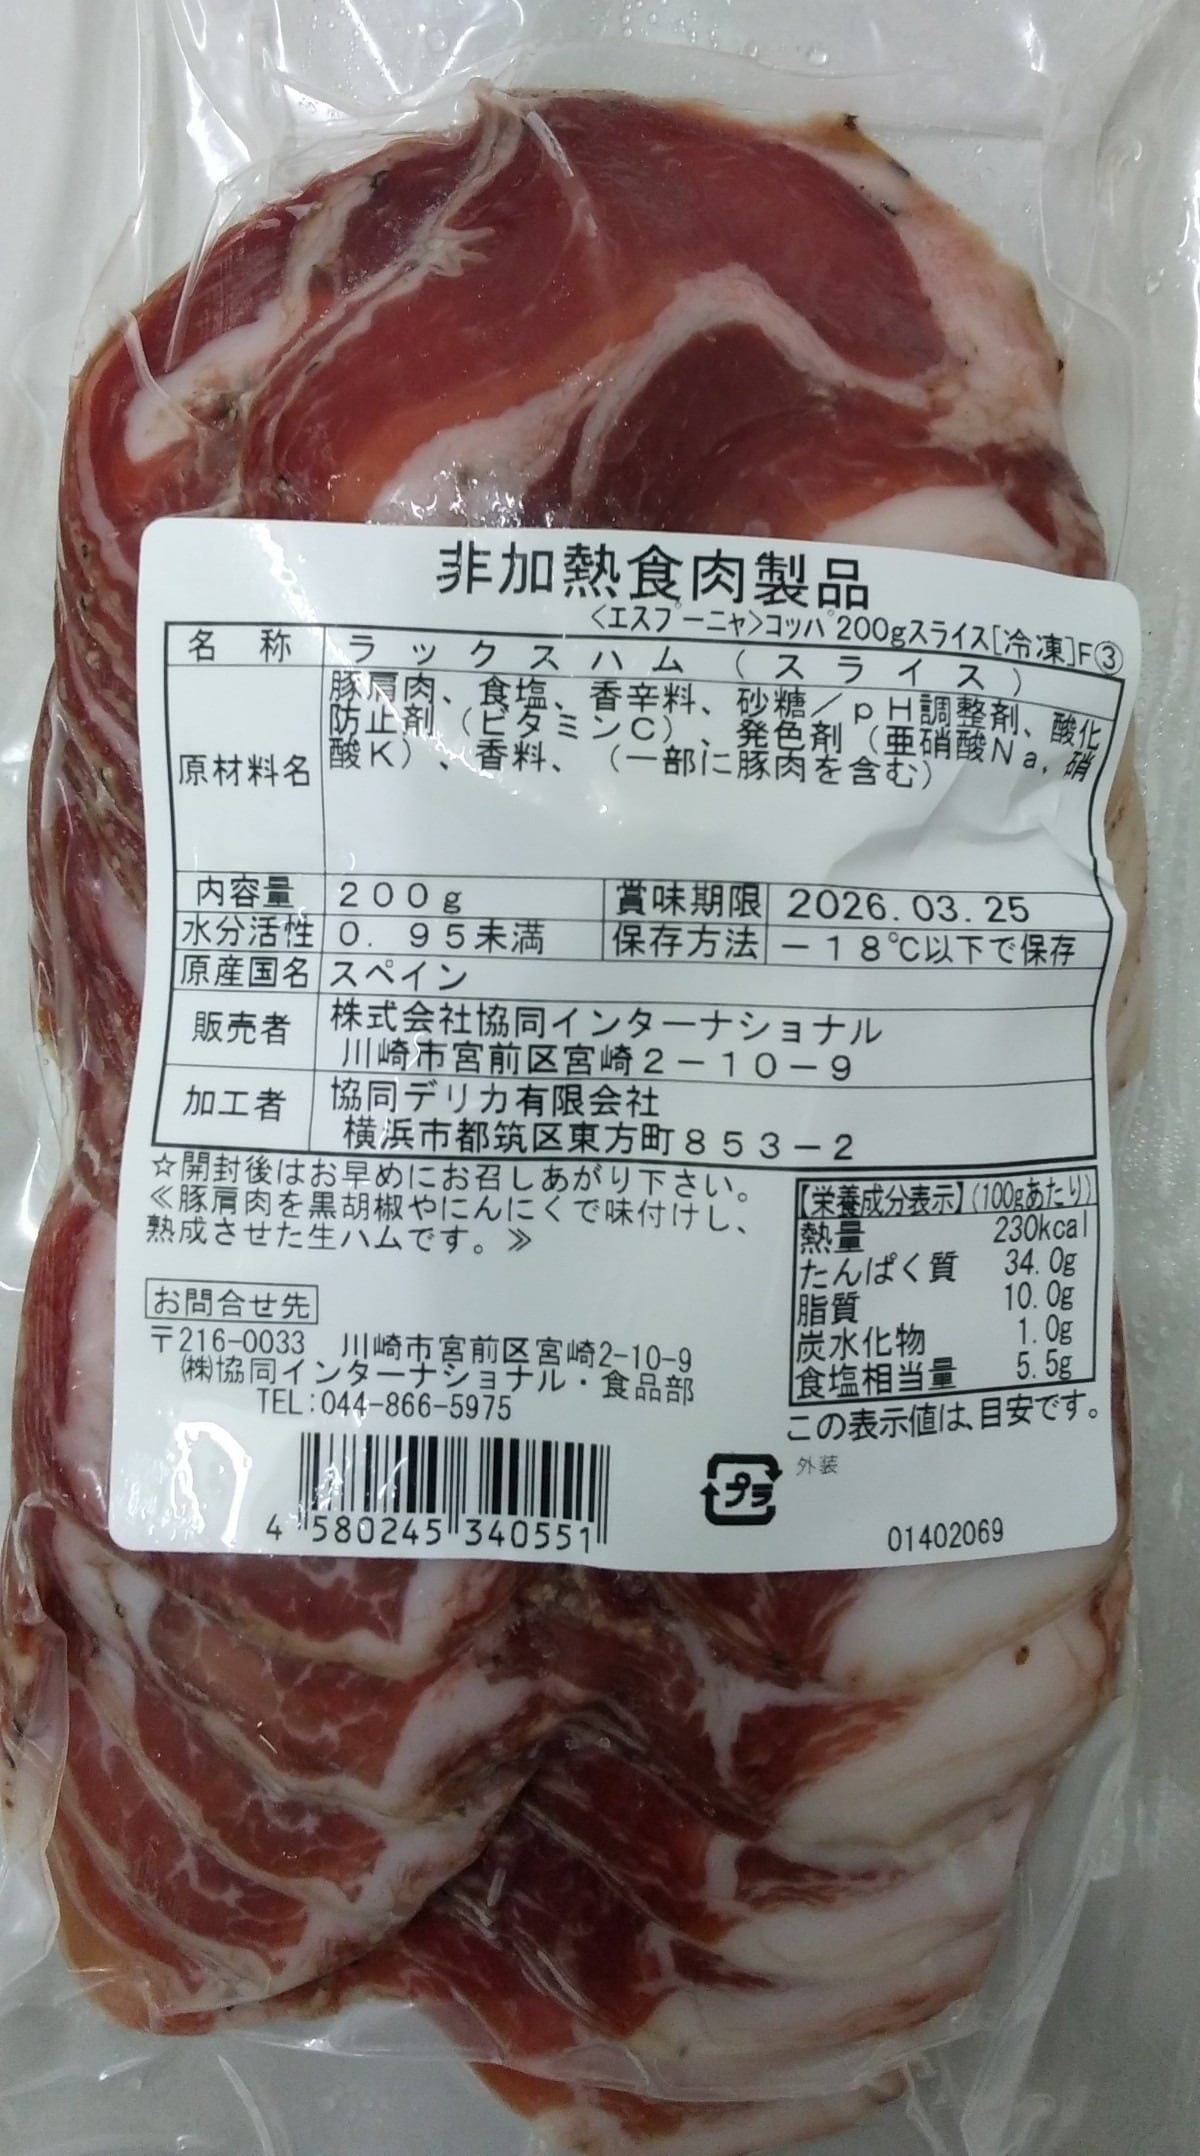 非加熱食肉製品
<エスプーニャ>コッパ200gスライス[冷凍]F③
名 称 ラックスハム(スライス)
原材料名 豚肩肉、食塩、香辛料、砂糖/pH調整剤、酸化
防止剤(ビタミンC)、発色剤(亜硝酸Na、硝
酸K)、香料、(一部に豚肉を含む)
内容量 200g 賞味期限 2026.03.25
水分活性 0.95未満 保存方法 -18℃以下で保存
原産国名 スペイン
販売者 株式会社協同インターナショナル
川崎市宮前区宮崎2-10-9
加工者 協同デリカ有限会社
横浜市都筑区東方町853-2
☆開封後はお早めにお召しあがり下さい。
≪豚肩肉を黒胡椒やにんにくで味付けし、
熟成させた生ハムです。≫
【栄養成分表示】(100gあたり)
熱量 230kcal
たんぱく質 34.0g
脂質 10.0g
炭水化物 1.0g
食塩相当量 5.5g
この表示値は、目安です。
お問合せ先
〒216-0033 川崎市宮前区宮崎2-10-9
㈱協同インターナショナル・食品部
TEL:044-866-5975
4 580245 340551
プラ 外装
01402069